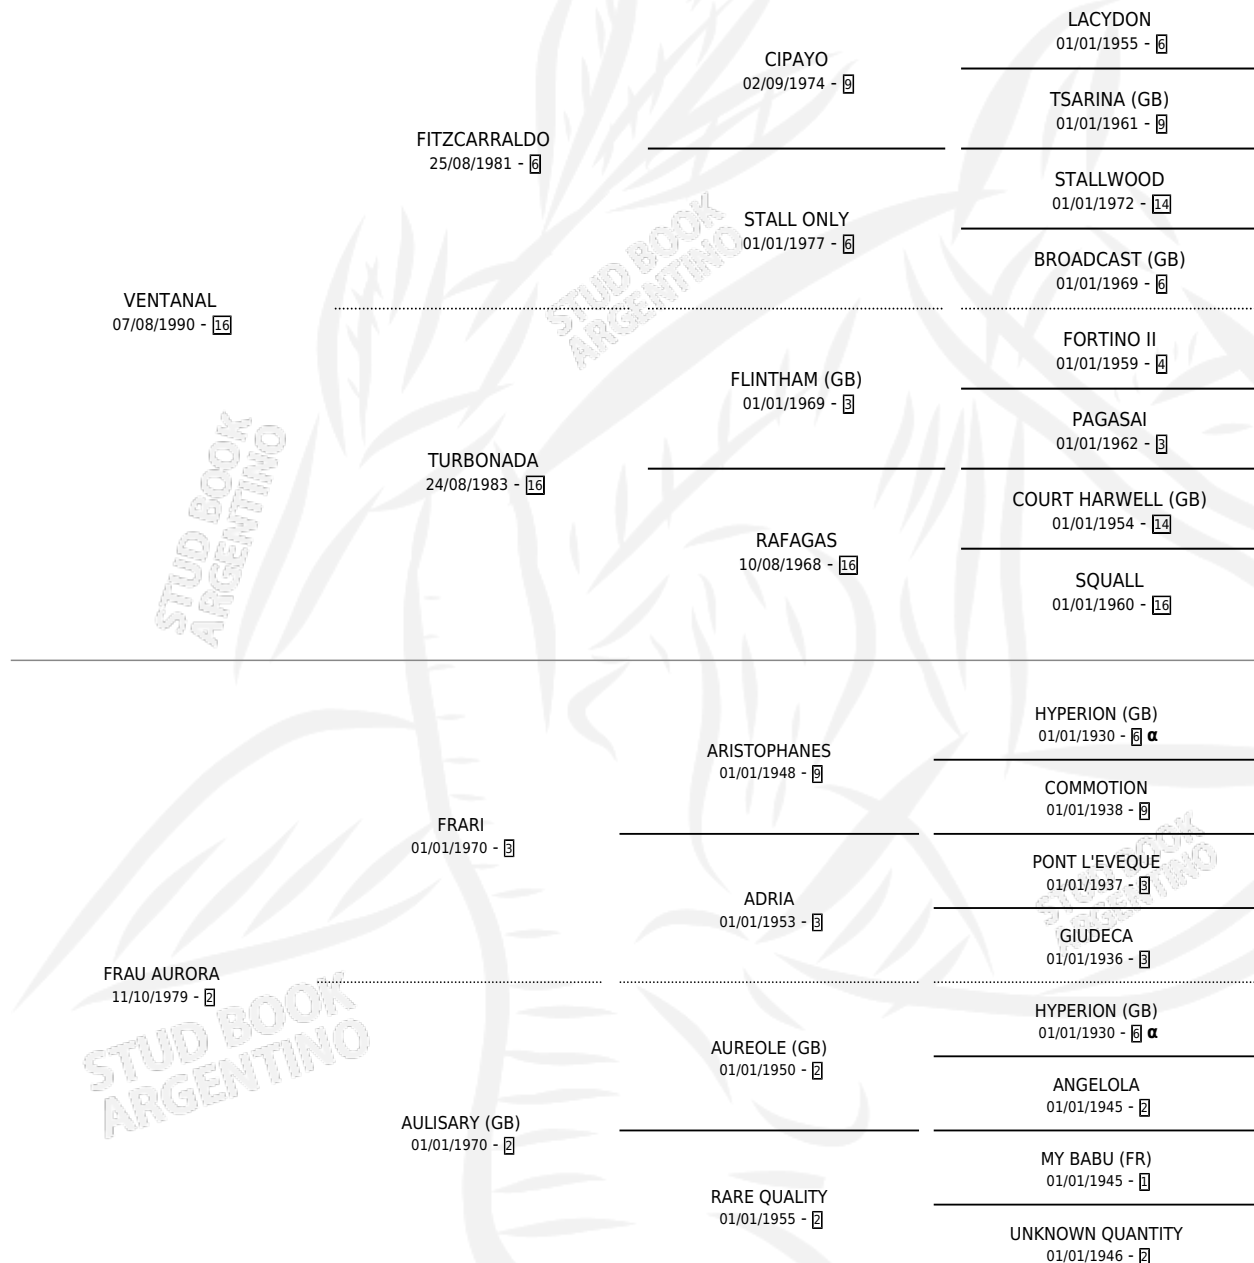 LACYDON
01/01/1955 - 6
CIPAYO
02/09/1974 - 9
TSARINA (GB)
01/01/1961 - 9
FITZCARRALDO
25/08/1981 - 6
STALLWOOD
01/01/1972 - 14
STALL ONLY
01/01/1977 - 6
BROADCAST (GB)
01/01/1969 - 6
VENTANAL
07/08/1990 - 16
FORTINO II
01/01/1959 - 4
FLINTHAM (GB)
01/01/1969 - 3
PAGASAI
01/01/1962 - 3
TURBONADA
24/08/1983 - 16
COURT HARWELL (GB)
01/01/1954 - 14
RAFAGAS
10/08/1968 - 16
SQUALL
01/01/1960 - 16
HYPERION (GB)
01/01/1930 - 6 α
ARISTOPHANES
01/01/1948 - 9
COMMOTION
01/01/1938 - 9
FRARI
01/01/1970 - 3
PONT L'EVEQUE
01/01/1937 - 3
ADRIA
01/01/1953 - 3
GIUDECA
01/01/1936 - 3
FRAU AURORA
11/10/1979 - 2
HYPERION (GB)
01/01/1930 - 6 α
AUREOLE (GB)
01/01/1950 - 2
ANGELOLA
01/01/1945 - 2
AULISARY (GB)
01/01/1970 - 2
MY BABU (FR)
01/01/1945 - 1
RARE QUALITY
01/01/1955 - 2
UNKNOWN QUANTITY
01/01/1946 - 2
STUD BOOK
ARGENTINO
STUD BOOK
ARGENTINO
STUD BOOK
ARGENTINO
STUD BOOK
ARGENTINO